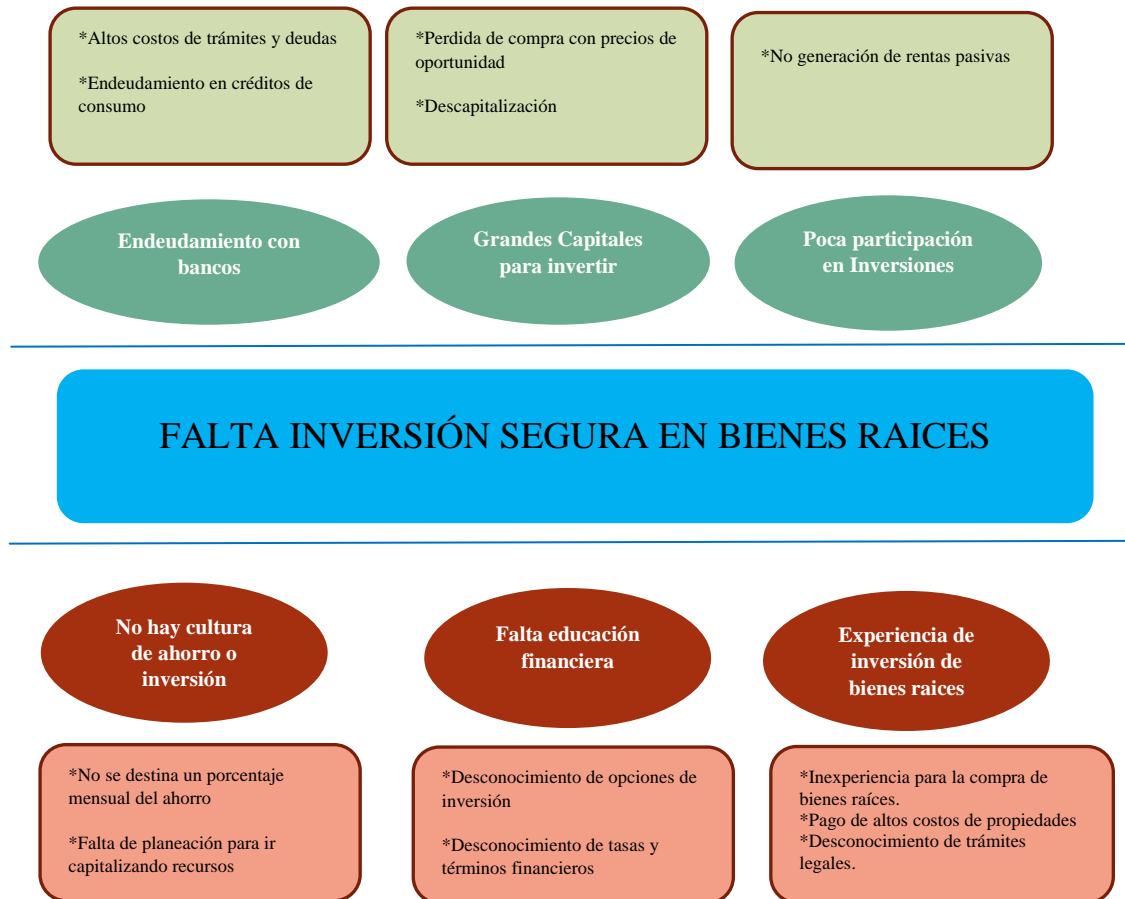 *Altos costos de trámites y deudas
*Endeudamiento en créditos de
consumo
*Perdida de compra con precios de
oportunidad
*Descapitalización
*No generación de rentas pasivas
Endeudamiento con
bancos
Grandes Capitales
para invertir
Poca participación
en Inversiones
FALTA INVERSIÓN SEGURA EN BIENES RAICES
No hay cultura
de ahorro o
inversión
Falta educación
financiera
Experiencia de
inversión de
bienes raices
*No se destina un porcentaje
mensual del ahorro
*Falta de planeación para ir
capitalizando recursos
*Desconocimiento de opciones de
inversión
*Desconocimiento de tasas y
términos financieros
*Inexperiencia para la compra de
bienes raíces.
*Pago de altos costos de propiedades
*Desconocimiento de trámites
legales.